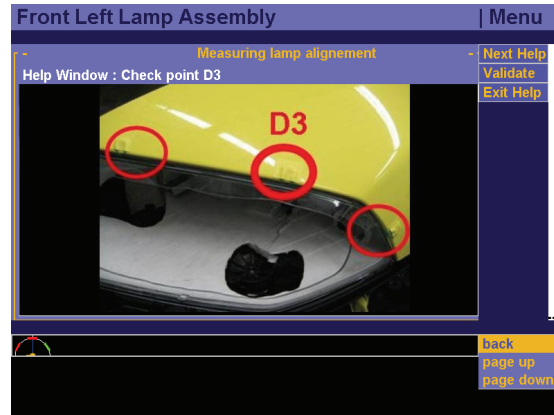 Front Left Lamp Assembly
| Menu
Measuring lamp alignement
Help Window : Check point D3
Next Help
Validate
Exit Help
D3
back
page up
page down